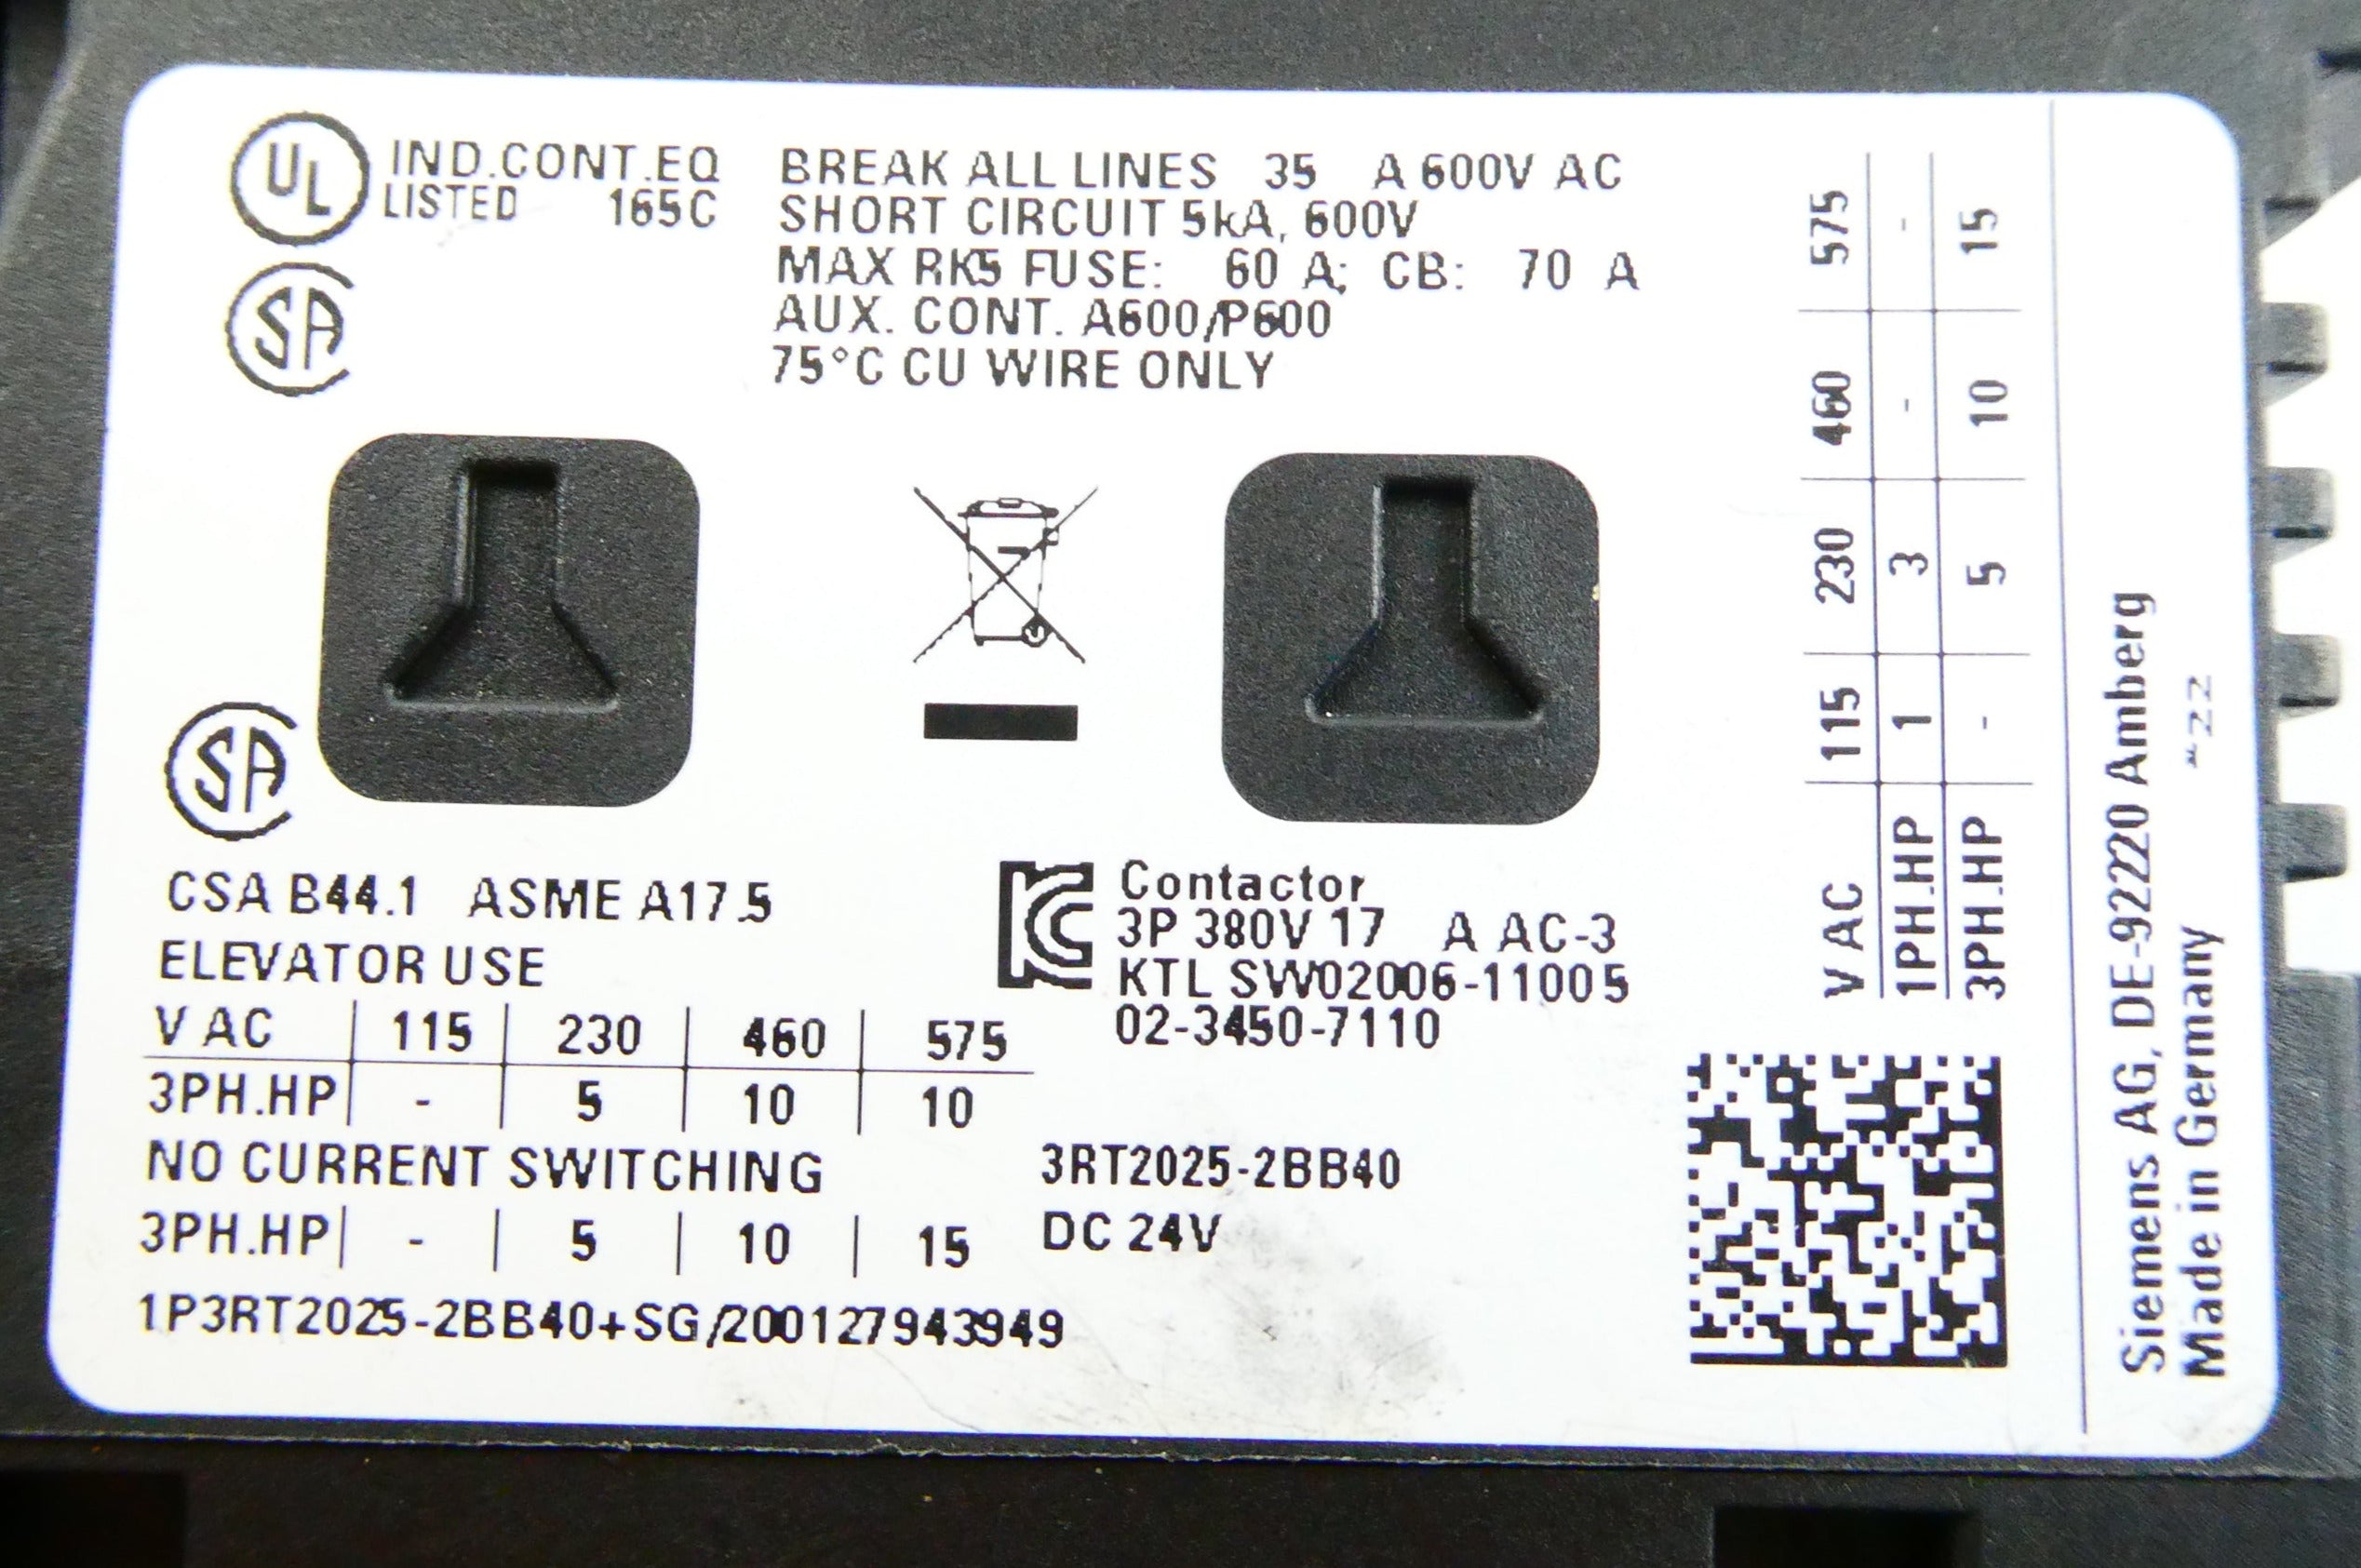 UL IND.CONT.EQ
LISTED 165C
SA
BREAK ALL LINES 35 A 600V AC
SHORT CIRCUIT 5kA, 600V
MAX RK5 FUSE: 60 A; CB: 70 A
AUX. CONT. A600/P600
75°C CU WIRE ONLY
SA
CSA B44.1 ASME A17.5
ELEVATOR USE
V AC 115 230 460 575
3PH.HP - 5 10 10
NO CURRENT SWITCHING
3PH.HP - 5 10 15
1P3RT2025-2BB40+SG/200127943949
Contactor
3P 380V 17 A AC-3
KTL SW02006-11005
02-3450-7110
3RT2025-2BB40
DC 24V
V AC 115 230 460 575
1PH.HP 1 3 - -
3PH.HP - 5 10 15
Siemens AG, DE-92220 Amberg
Made in Germany